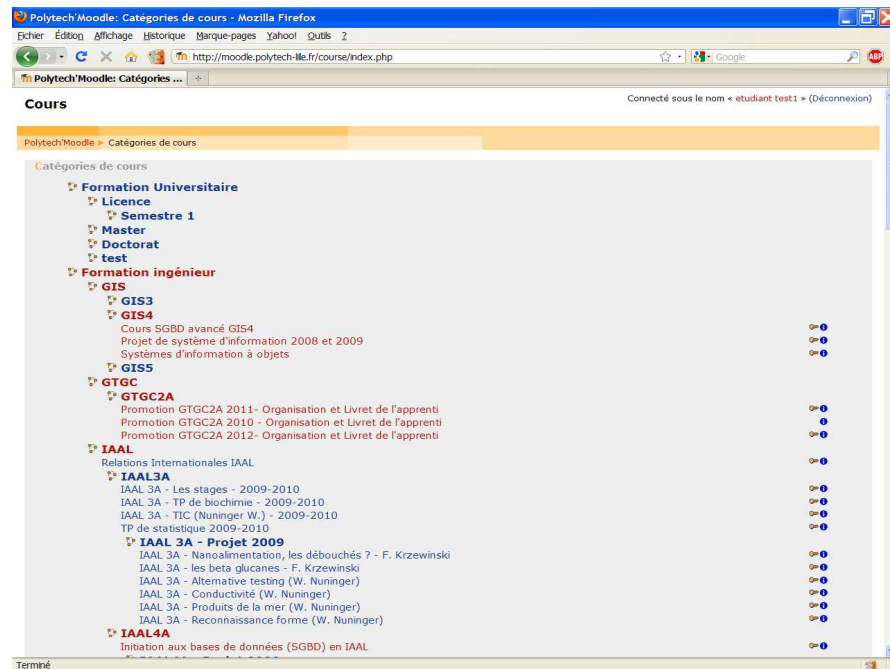 Polytech'Moodle: Catégories de cours - Mozilla Firefox
Fichier Édition Affichage Historique Marque-pages Yahoo! Outils ?
http://moodle.polytech-lille.fr/course/index.php
Google
ABP
Polytech'Moodle: Catégories ...
Cours
Connecté sous le nom « etudiant test1 » (Déconnexion)
Polytech'Moodle ► Catégories de cours
Catégories de cours
Formation Universitaire
Licence
Semestre 1
Master
Doctorat
test
Formation ingénieur
GIS
GIS3
GIS4
Cours SGBD avancé GIS4
Projet de système d'information 2008 et 2009
Systèmes d'information à objets
GIS5
GTGC
GTGC2A
Promotion GTGC2A 2011- Organisation et Livret de l'apprenti
Promotion GTGC2A 2010 - Organisation et Livret de l'apprenti
Promotion GTGC2A 2012- Organisation et Livret de l'apprenti
IAAL
Relations Internationales IAAL
IAAL3A
IAAL 3A - Les stages - 2009-2010
IAAL 3A - TP de biochimie - 2009-2010
IAAL 3A - TIC (Nuninger W.) - 2009-2010
TP de statistique 2009-2010
IAAL 3A - Projet 2009
IAAL 3A - Nanoalimentation, les débouchés ? - F. Krzewinski
IAAL 3A - les beta glucanes - F. Krzewinski
IAAL 3A - Alternative testing (W. Nuninger)
IAAL 3A - Conductivité (W. Nuninger)
IAAL 3A - Produits de la mer (W. Nuninger)
IAAL 3A - Reconnaissance forme (W. Nuninger)
IAAL4A
Initiation aux bases de données (SGBD) en IAAL
Terminé